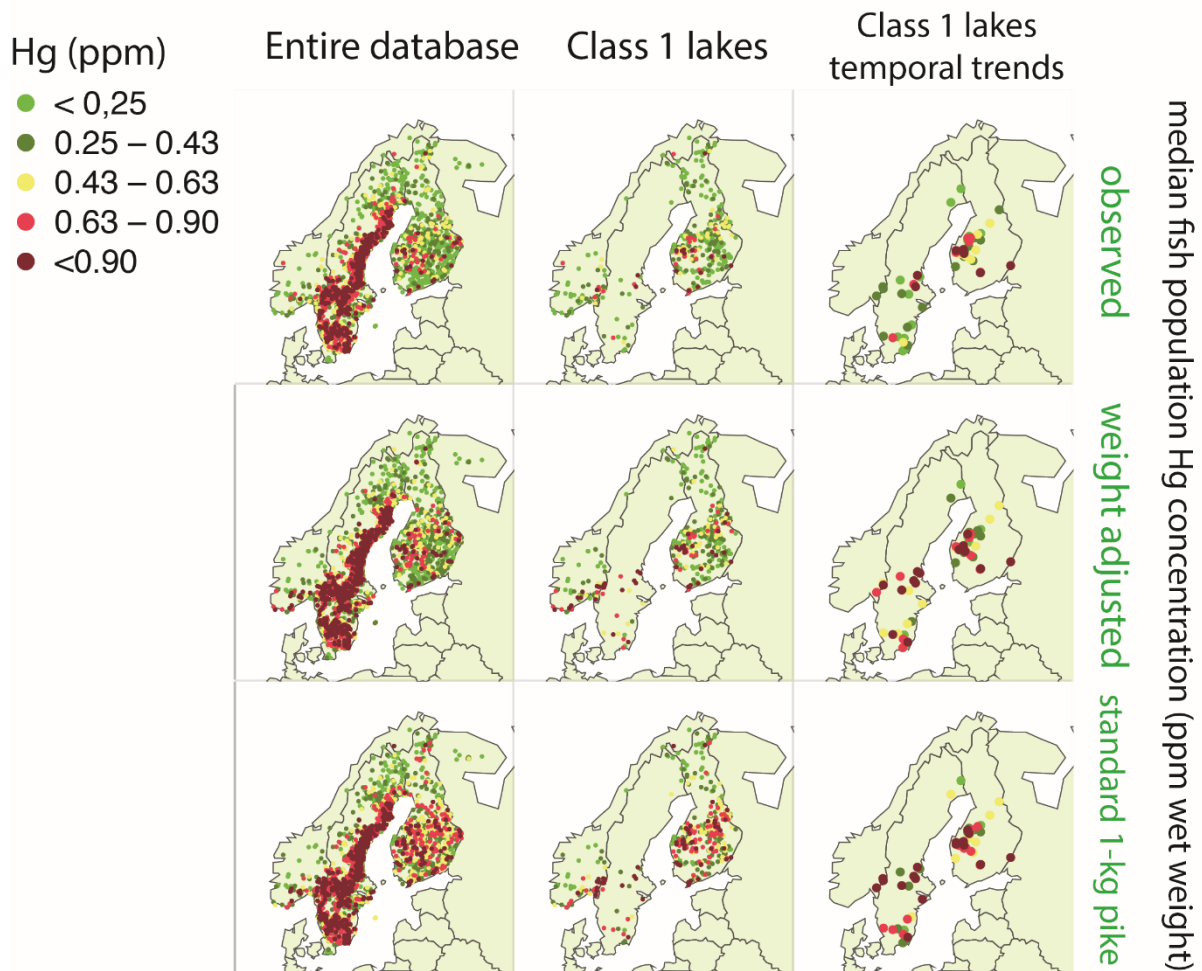 Hg (ppm)
< 0,25
0.25 – 0.43
0.43 – 0.63
0.63 – 0.90
<0.90
Entire database
Class 1 lakes
Class 1 lakes
temporal trends
observed
weight adjusted
standard 1-kg pike
median fish population Hg concentration (ppm wet weight)